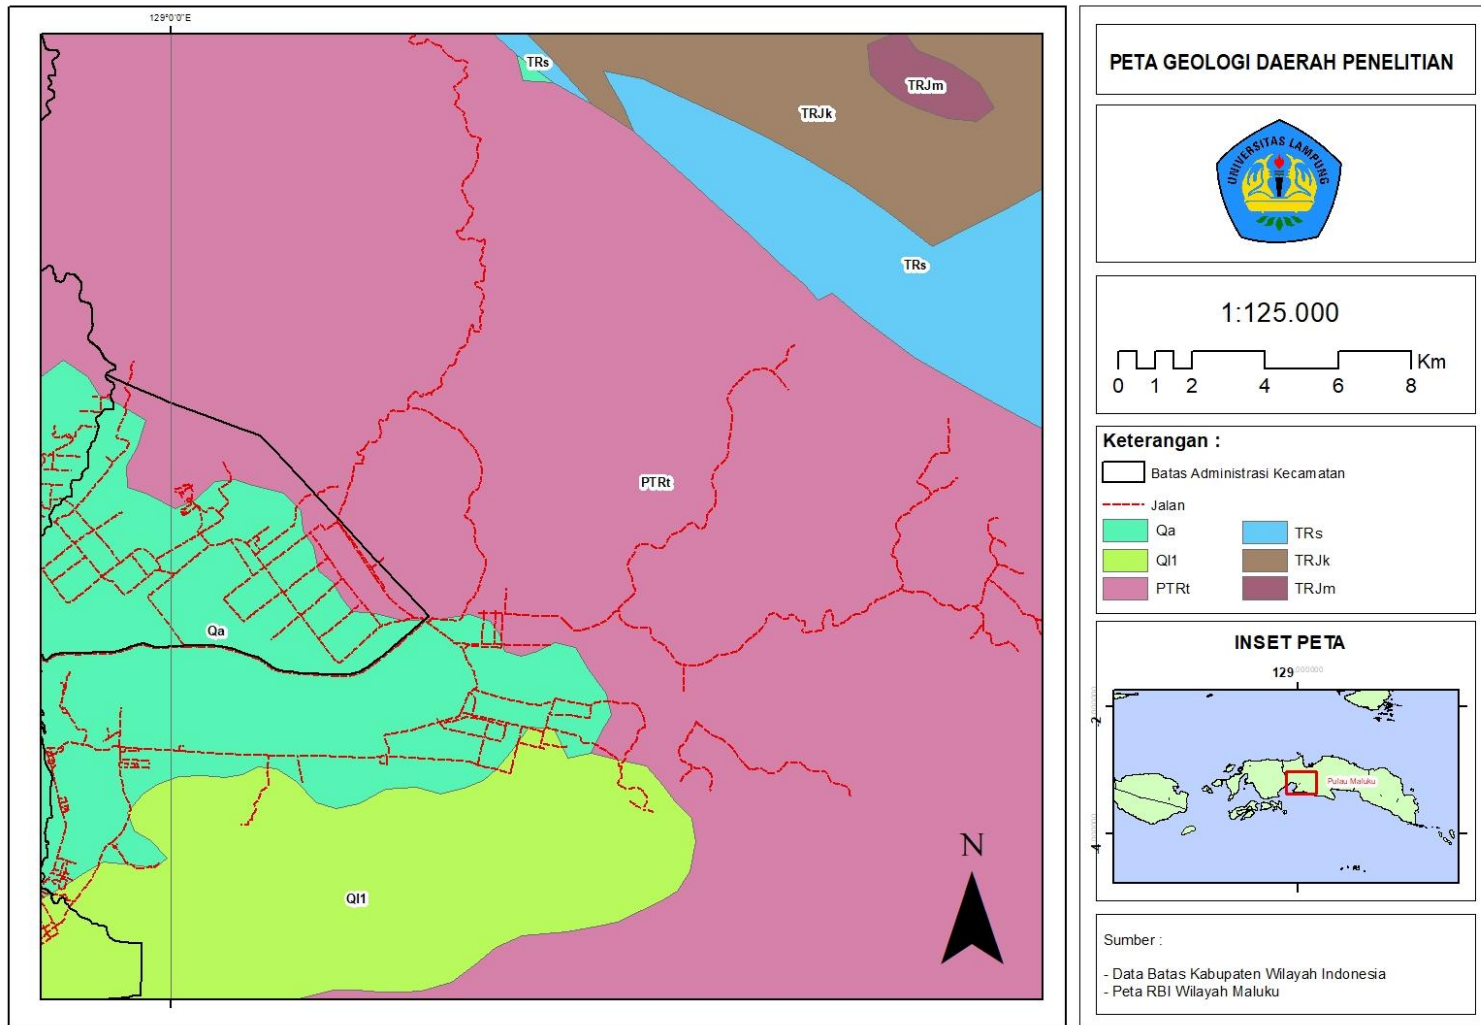 129°0'0"E
TRs
TRJm
TRJk
TRs
PTRt
Qa
Ql1
N
PETA GEOLOGI DAERAH PENELITIAN
UNIVERSITAS LAMPUNG
1:125.000
Km
0 1 2 4 6 8
Keterangan :
Batas Administrasi Kecamatan
Jalan
Qa TRs
Ql1 TRJk
PTRt TRJm
INSET PETA
129
-2
Pulau Maluku
-4
Sumber :
- Data Batas Kabupaten Wilayah Indonesia
- Peta RBI Wilayah Maluku